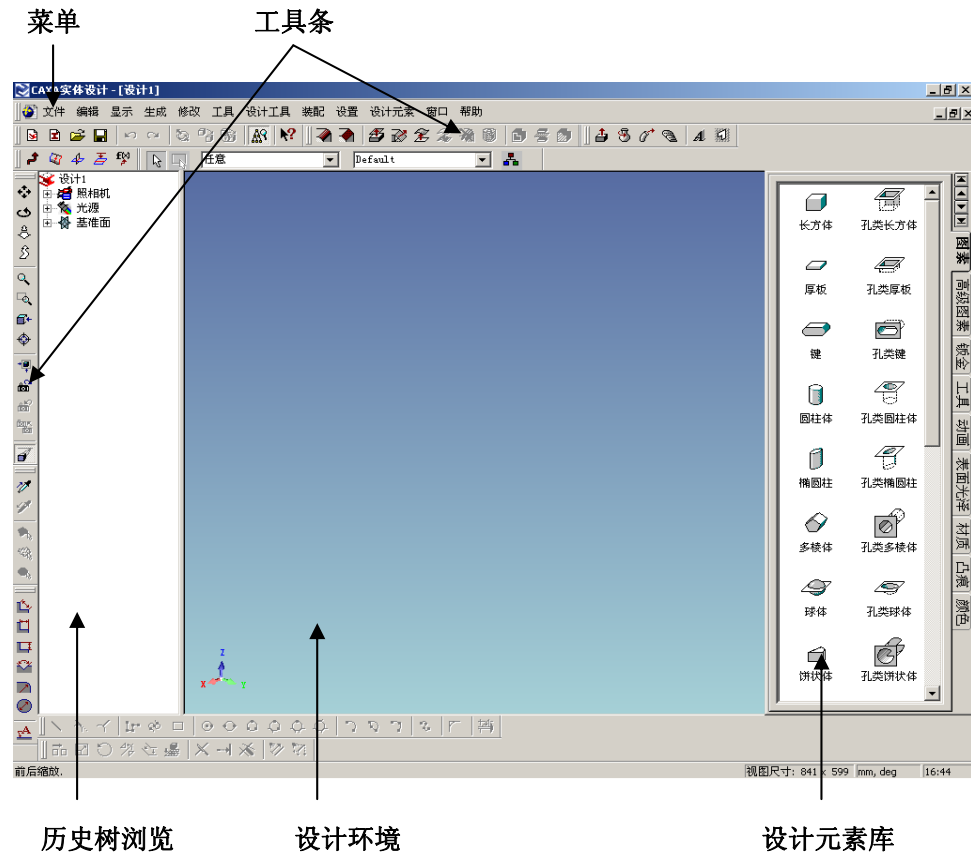 菜单
工具条
CAXA实体设计 - [设计1]
文件 编辑 显示 生成 修改 工具 设计工具 装配 设置 设计元素 窗口 帮助
任意 Default
设计1
照相机
光源
基准面
长方体 孔类长方体
厚板 孔类厚板
键 孔类键
圆柱体 孔类圆柱体
椭圆柱 孔类椭圆柱
多棱体 孔类多棱体
球体 孔类球体
饼状体 孔类饼状体
图素
高级图素
钣金
工具
动画
表面光泽
材质
凸痕
颜色
Z
X Y
前后缩放.
视图尺寸: 841 x 599 mm, deg 16:44
历史树浏览 设计环境 设计元素库